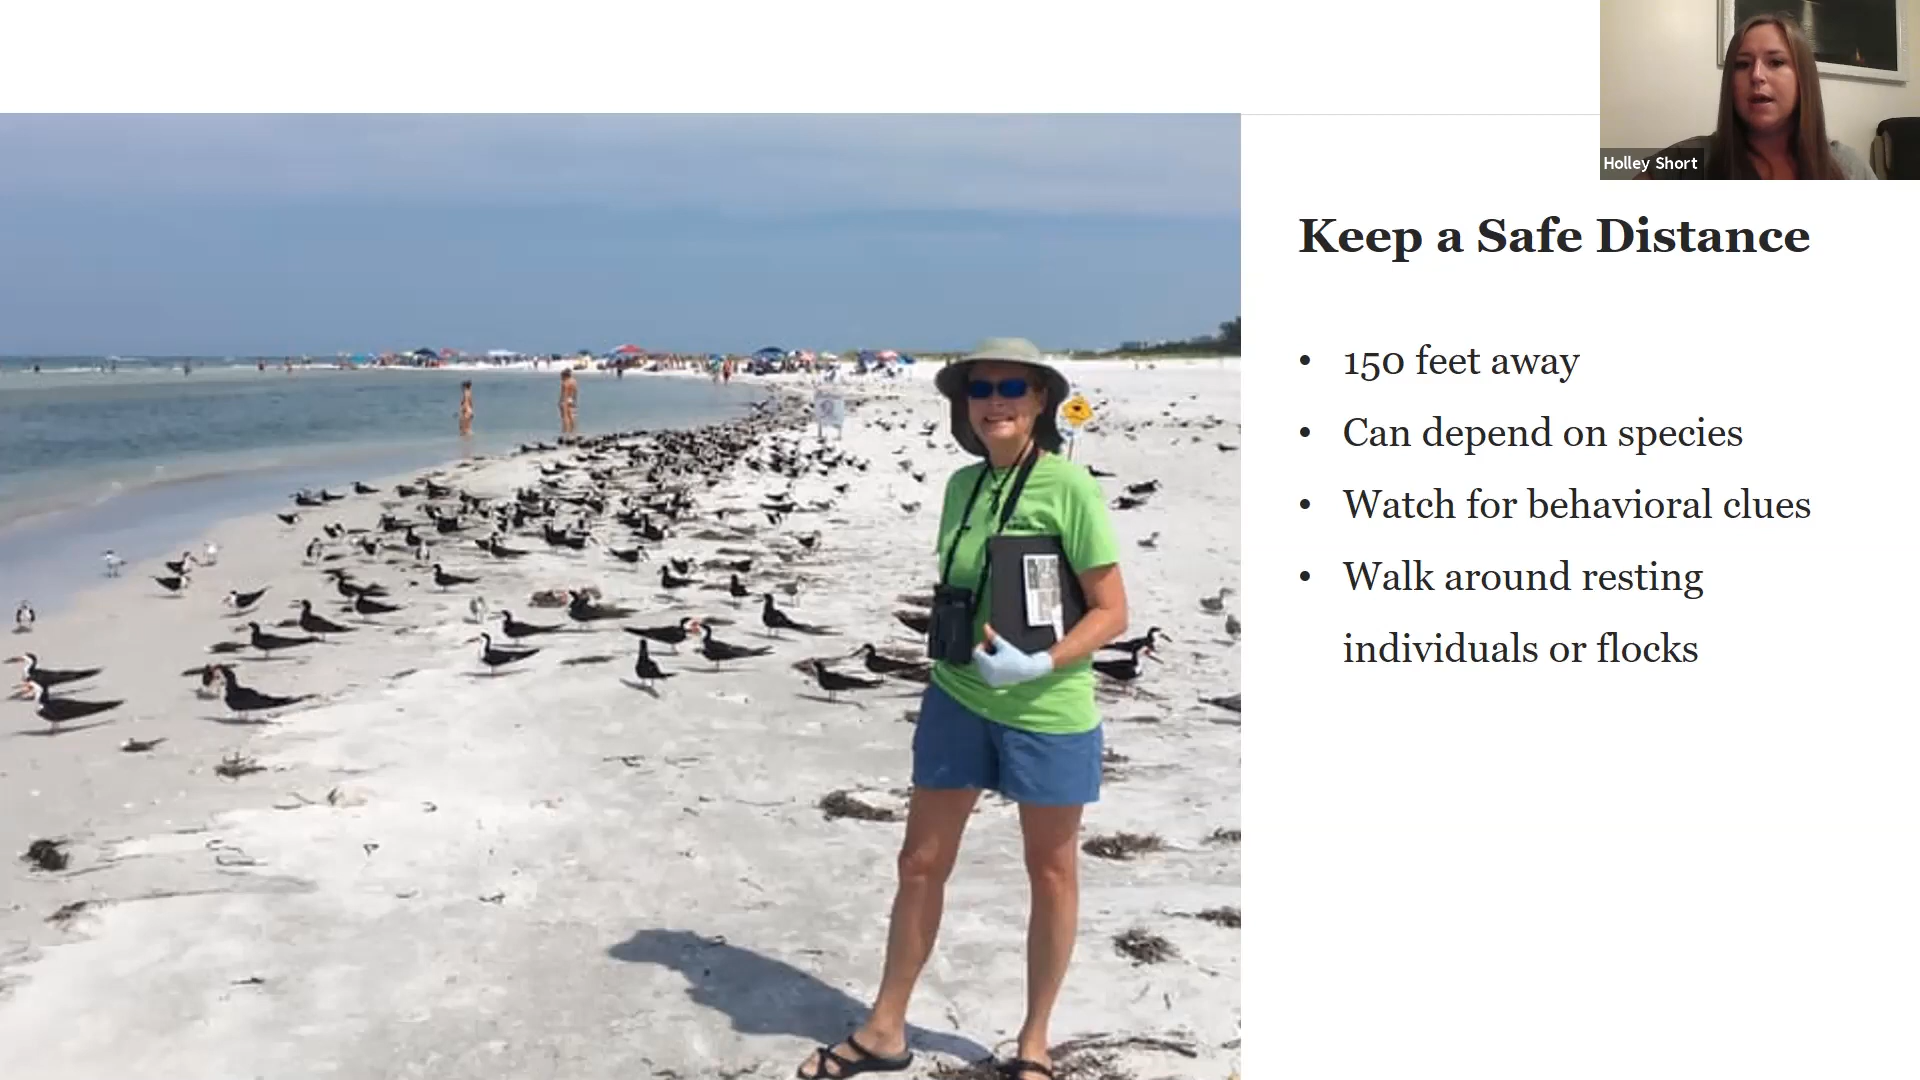 Holley Short
Keep a Safe Distance
• 150 feet away
• Can depend on species
• Watch for behavioral clues
• Walk around resting
individuals or flocks